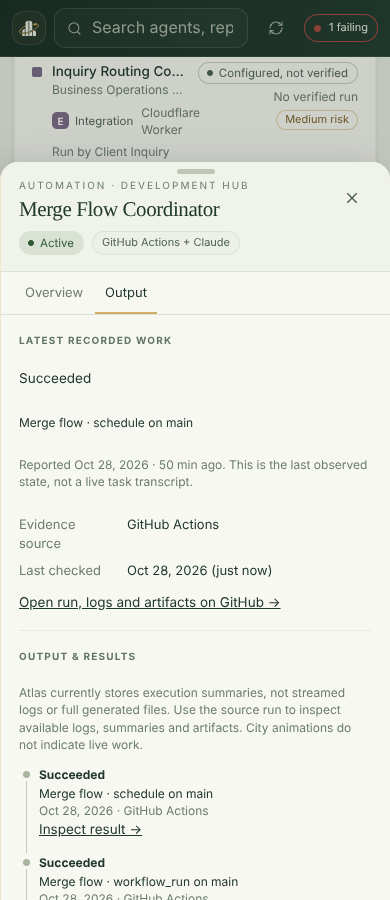 Search agents, rep
1 failing
Inquiry Routing Co...
Configured, not verified
Business Operations ...
No verified run
E Integration
Cloudflare
Worker
Medium risk
Run by Client Inquiry
AUTOMATION · DEVELOPMENT HUB
Merge Flow Coordinator
Active
GitHub Actions + Claude
Overview
Output
LATEST RECORDED WORK
Succeeded
Merge flow · schedule on main
Reported Oct 28, 2026 · 50 min ago. This is the last observed
state, not a live task transcript.
Evidence
source
GitHub Actions
Last checked
Oct 28, 2026 (just now)
Open run, logs and artifacts on GitHub →
OUTPUT & RESULTS
Atlas currently stores execution summaries, not streamed
logs or full generated files. Use the source run to inspect
available logs, summaries and artifacts. City animations do
not indicate live work.
Succeeded
Merge flow · schedule on main
Oct 28, 2026 · GitHub Actions
Inspect result →
Succeeded
Merge flow · workflow_run on main
Oct 28, 2026 · GitHub Actions